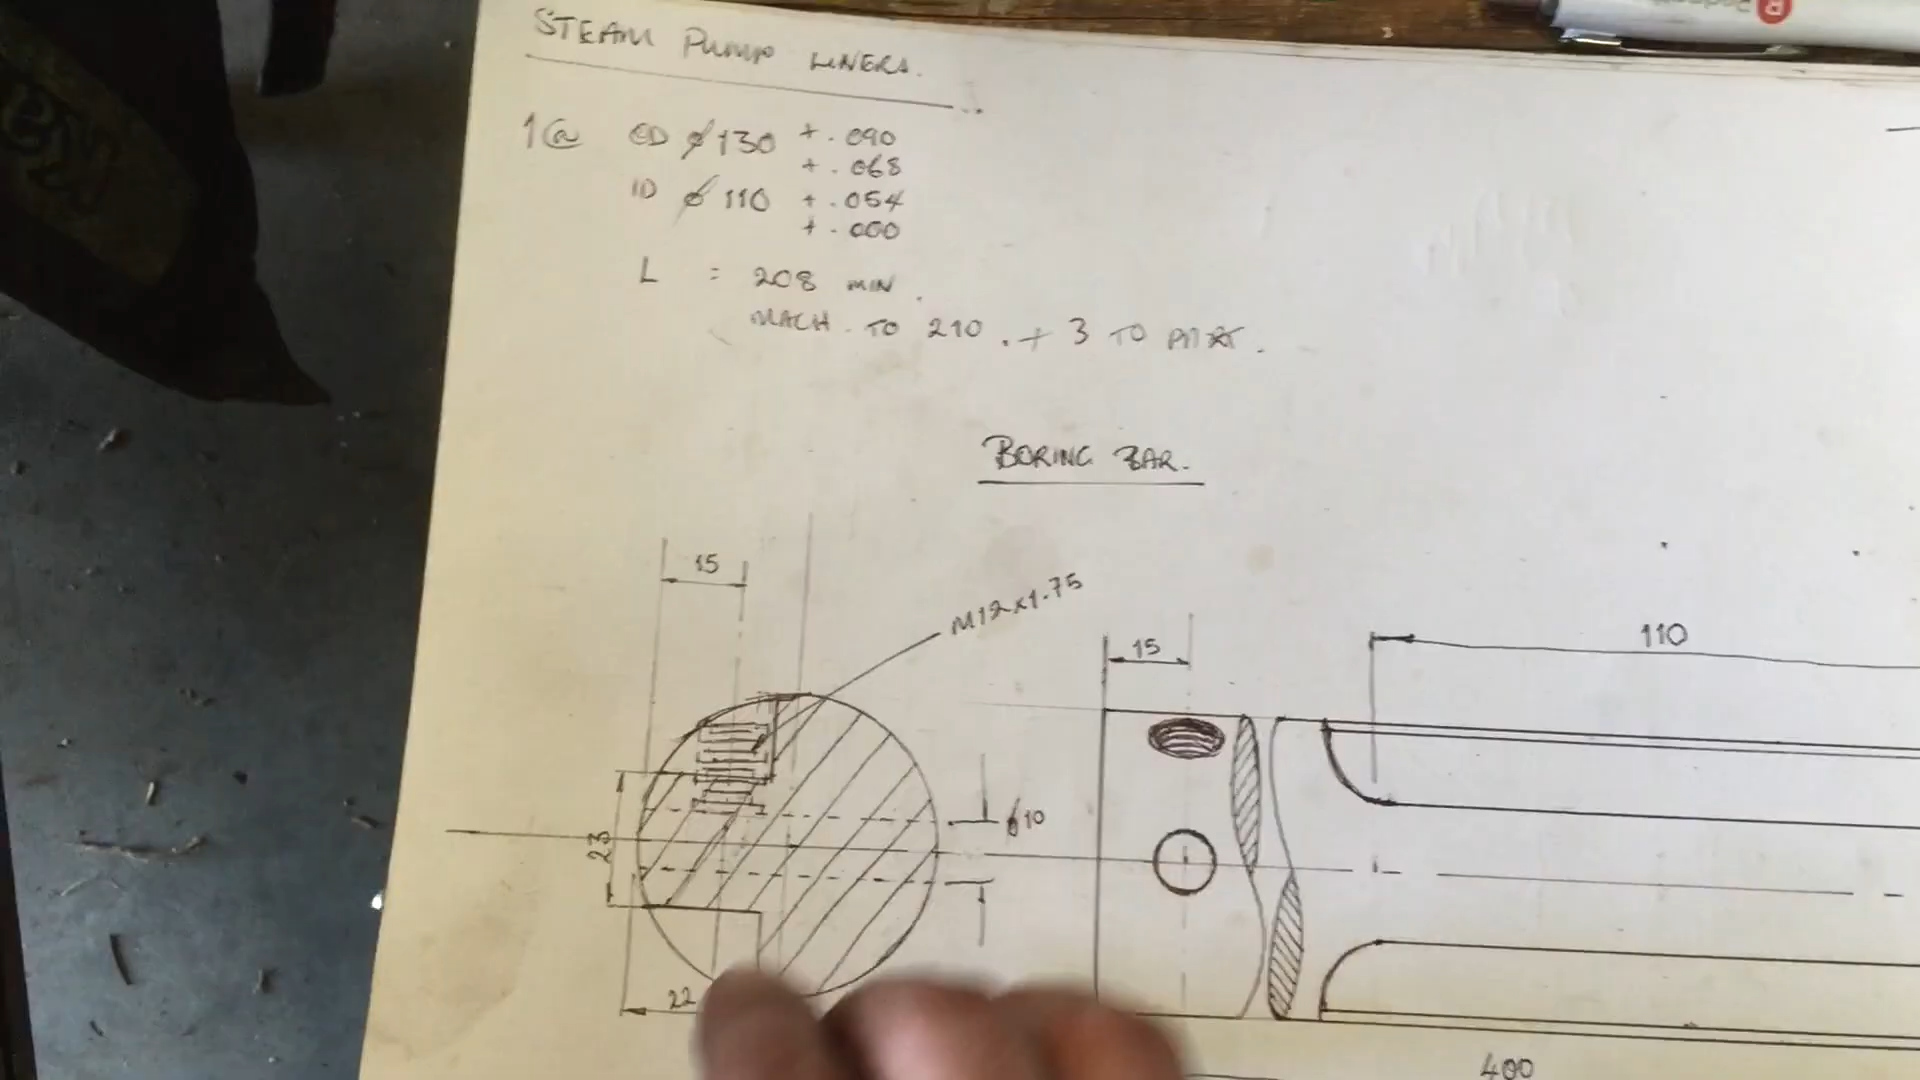 STEAM PUMP LINERS.
1@ OD ⌀130 +.090
+.068
ID ⌀110 +.054
+.000
L = 208 MIN.
MACH. TO 210 .+ 3 TO PART.
BORING BAR.
15
M12x1.75
15
110
⌀10
23
22
400